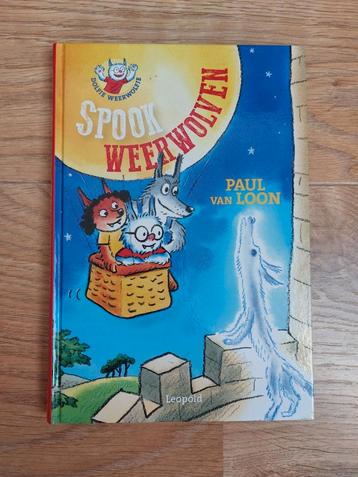 DOLFJE WEERWOLFJE
SPOOK
WEERWOLVEN
PAUL
VAN LOON
Leopold